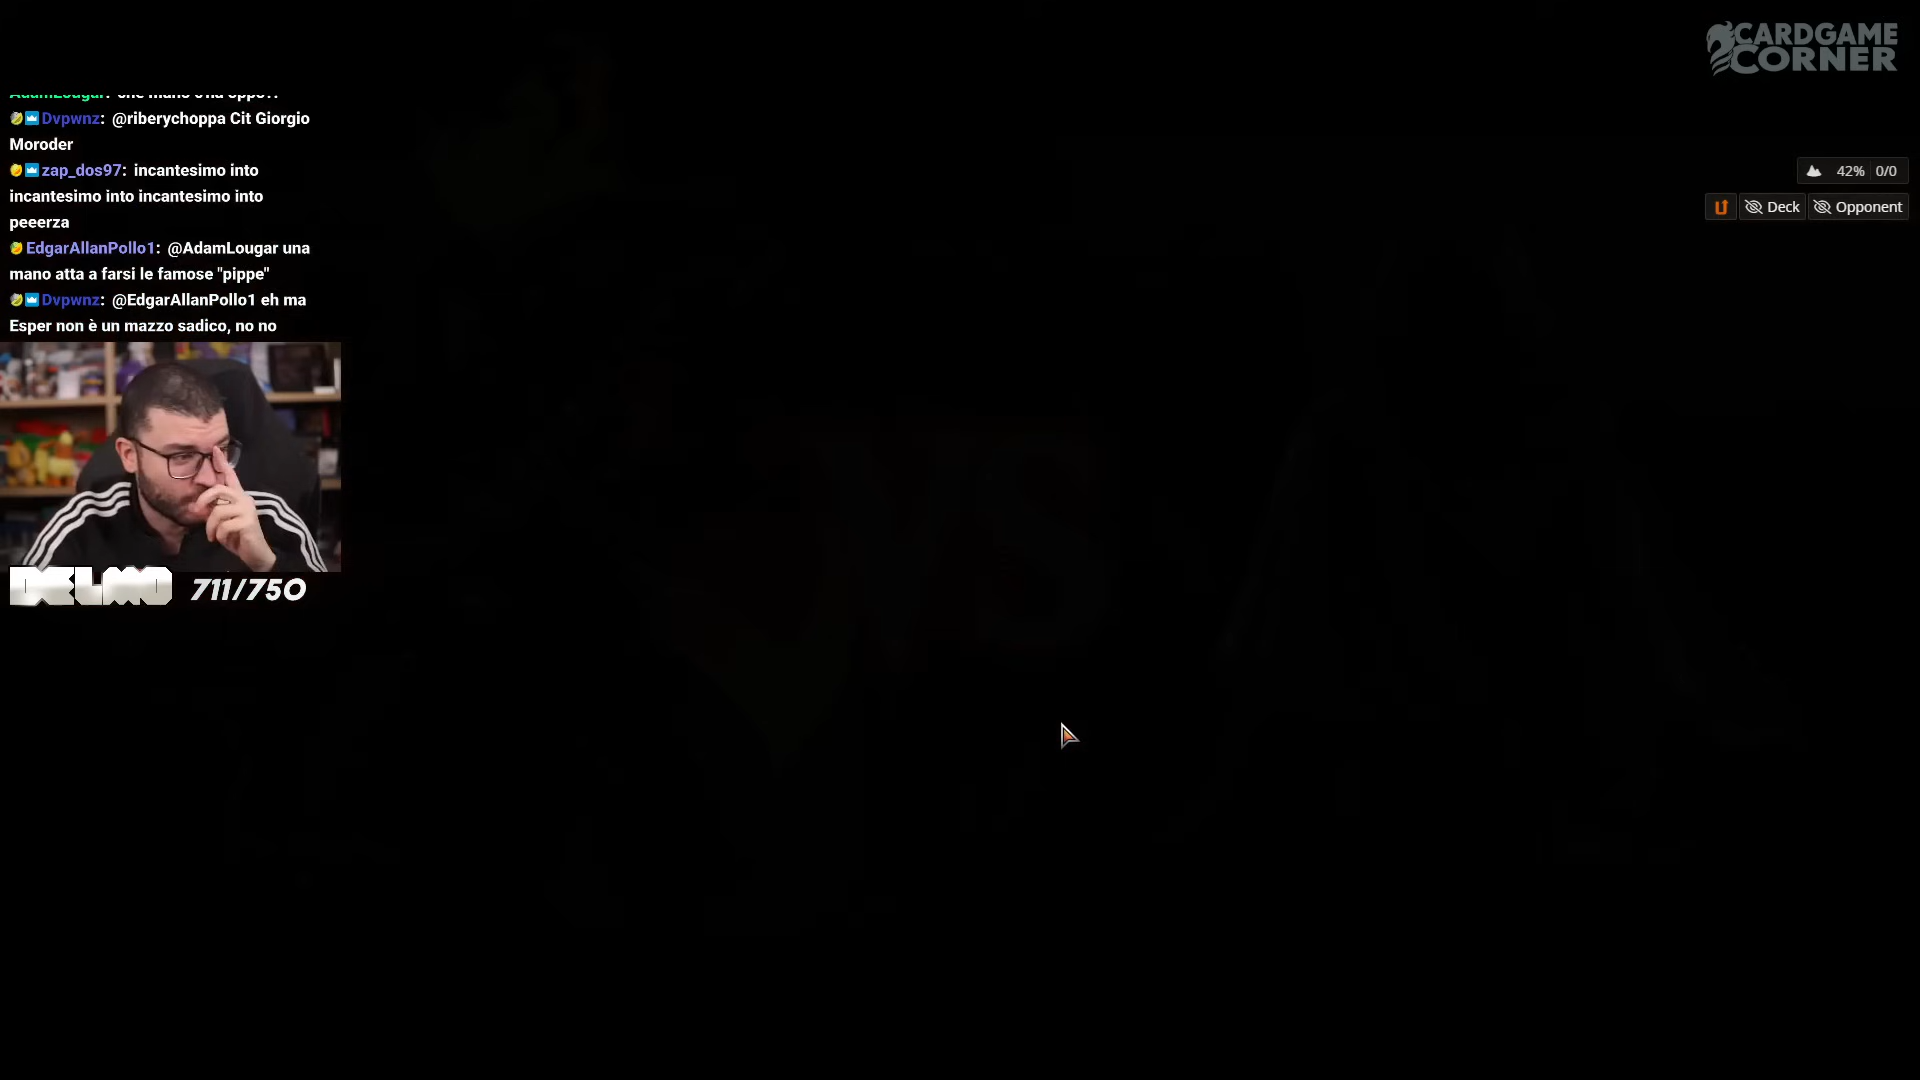 CARDGAME
CORNER
Dvpwnz: @riberychoppa Cit Giorgio
Moroder
zap_dos97: incantesimo into
incantesimo into incantesimo into
peeerza
EdgarAllanPollo1: @AdamLougar una
mano atta a farsi le famose "pippe"
Dvpwnz: @EdgarAllanPollo1 eh ma
Esper non è un mazzo sadico, no no
42% 0/0
Deck Opponent
DELMO 711/750